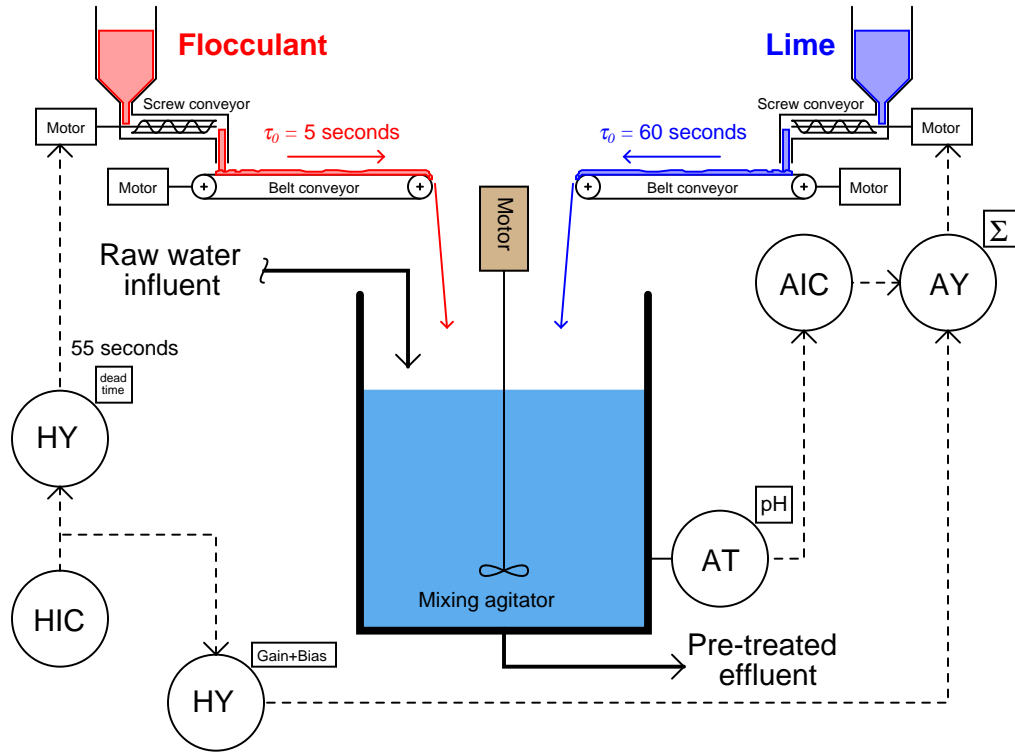 Flocculant
Lime
Screw conveyor
Screw conveyor
Motor
τ0 = 5 seconds
τ0 = 60 seconds
Motor
Motor
+
Belt conveyor
+
+
Belt conveyor
+
Motor
Motor
Σ
Raw water
influent
AIC
AY
55 seconds
dead
time
HY
pH
AT
HIC
Mixing agitator
Gain+Bias
HY
Pre-treated
effluent